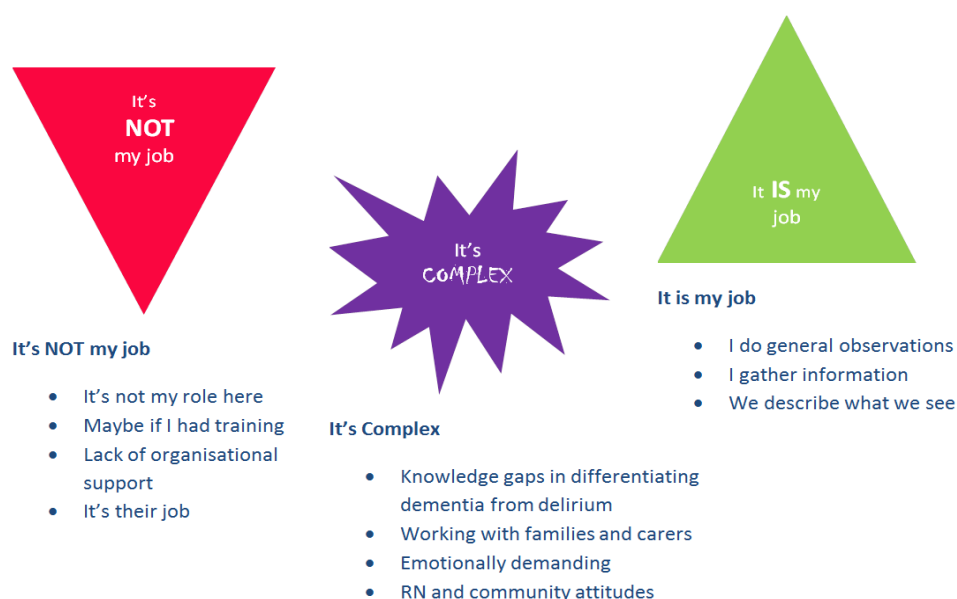 It's
NOT
my job
It's NOT my job
• It's not my role here
• Maybe if I had training
• Lack of organisational
support
• It's their job
It's
COMPLEX
It's Complex
• Knowledge gaps in differentiating
dementia from delirium
• Working with families and carers
• Emotionally demanding
• RN and community attitudes
It IS my
job
It is my job
• I do general observations
• I gather information
• We describe what we see